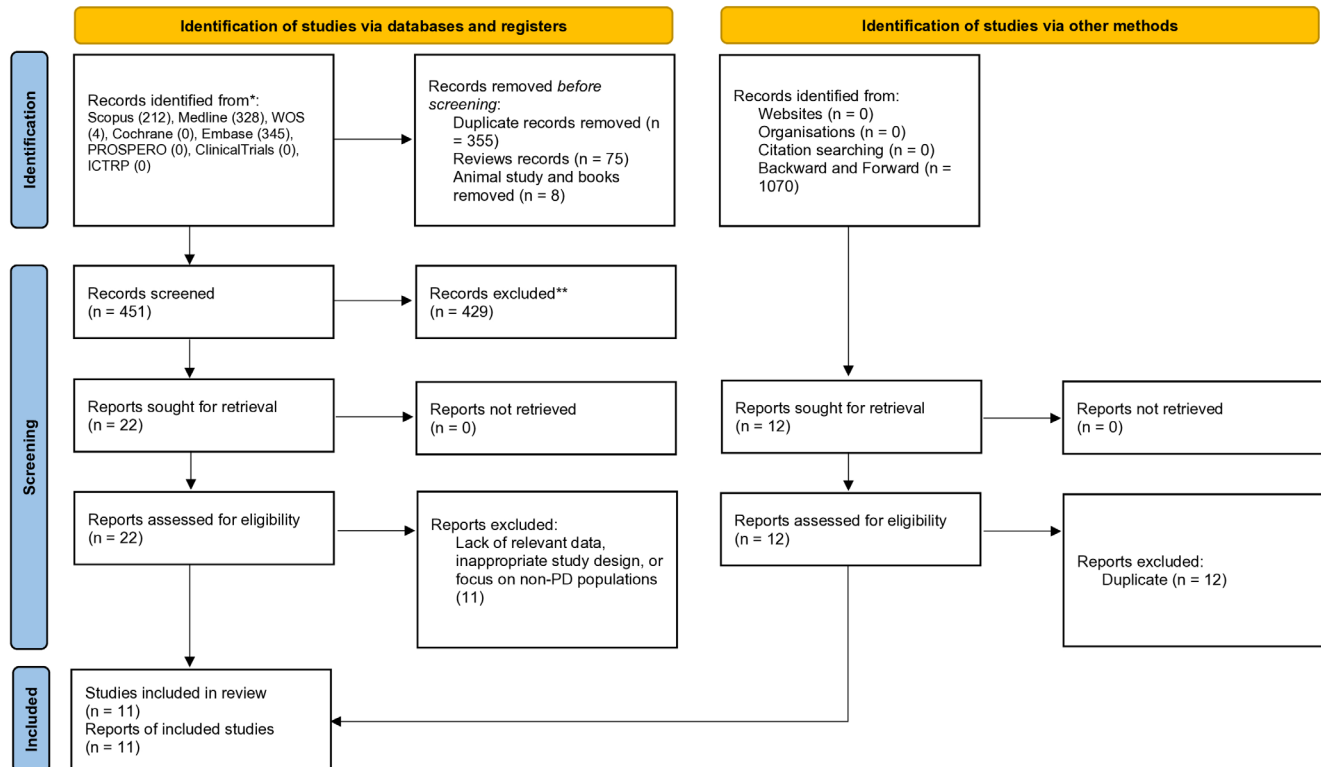 Identification of studies via databases and registers
Identification of studies via other methods
Identification
Records identified from*:
Scopus (212), Medline (328), WOS
(4), Cochrane (0), Embase (345),
PROSPERO (0), ClinicalTrials (0),
ICTRP (0)
Records removed before
screening:
Duplicate records removed (n
= 355)
Reviews records (n = 75)
Animal study and books
removed (n = 8)
Records identified from:
Websites (n = 0)
Organisations (n = 0)
Citation searching (n = 0)
Backward and Forward (n =
1070)
Screening
Records screened
(n = 451)
Records excluded**
(n = 429)
Reports sought for retrieval
(n = 22)
Reports not retrieved
(n = 0)
Reports sought for retrieval
(n = 12)
Reports not retrieved
(n = 0)
Reports assessed for eligibility
(n = 22)
Reports excluded:
Lack of relevant data,
inappropriate study design, or
focus on non-PD populations
(11)
Reports assessed for eligibility
(n = 12)
Reports excluded:
Duplicate (n = 12)
Included
Studies included in review
(n = 11)
Reports of included studies
(n = 11)